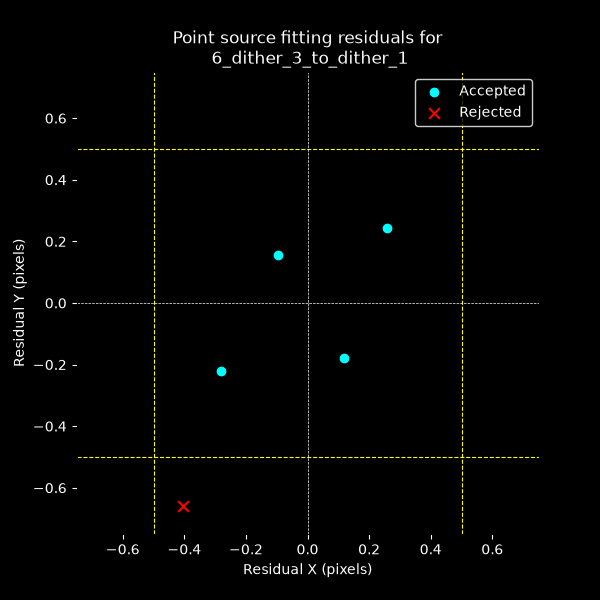 Point source fitting residuals for
6_dither_3_to_dither_1
Accepted
Rejected
0.6
0.4
0.2
0.0
−0.2
−0.4
−0.6
Residual Y (pixels)
−0.6 −0.4 −0.2 0.0 0.2 0.4 0.6
Residual X (pixels)